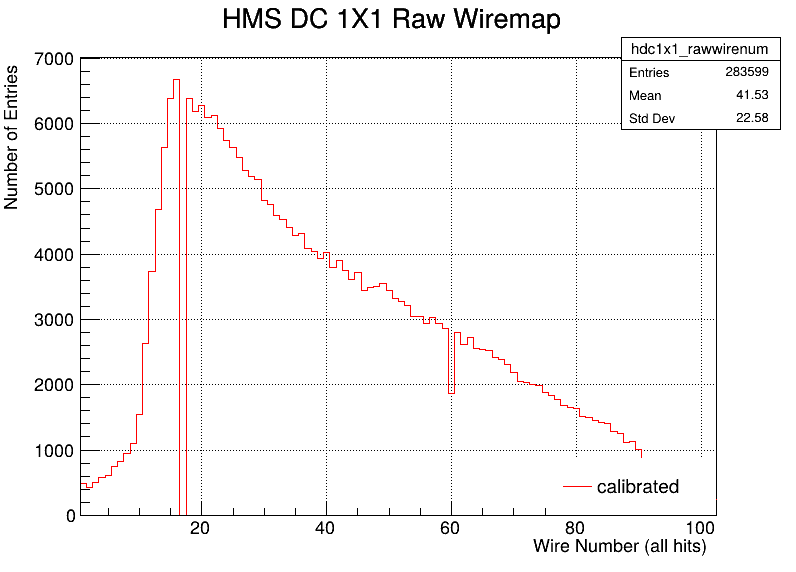 HMS DC 1X1 Raw Wiremap
hdc1x1_rawwirenum
Entries 283599
Mean 41.53
Std Dev 22.58
Number of Entries
7000
6000
5000
4000
3000
2000
1000
0
20 40 60 80 100
Wire Number (all hits)
calibrated